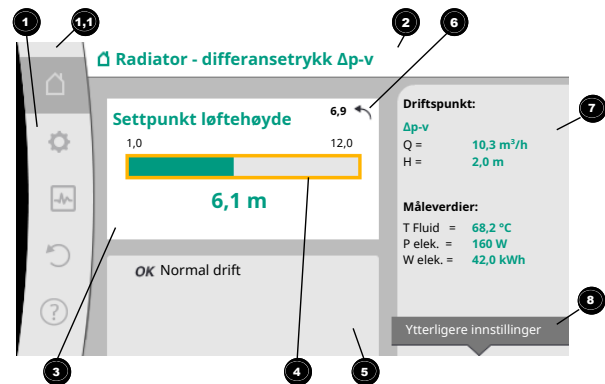 1
1,1
2
6
Radiator - differansetrykk Δp-v
Settpunkt løftehøyde
6,9
1,0
12,0
6,1 m
OK Normal drift
Driftspunkt:
Δp-v
Q = 10,3 m³/h
H = 2,0 m
Måleverdier:
T Fluid = 68,2 °C
P elek. = 160 W
W elek. = 42,0 kWh
Ytterligere innstillinger
7
8
3
4
5